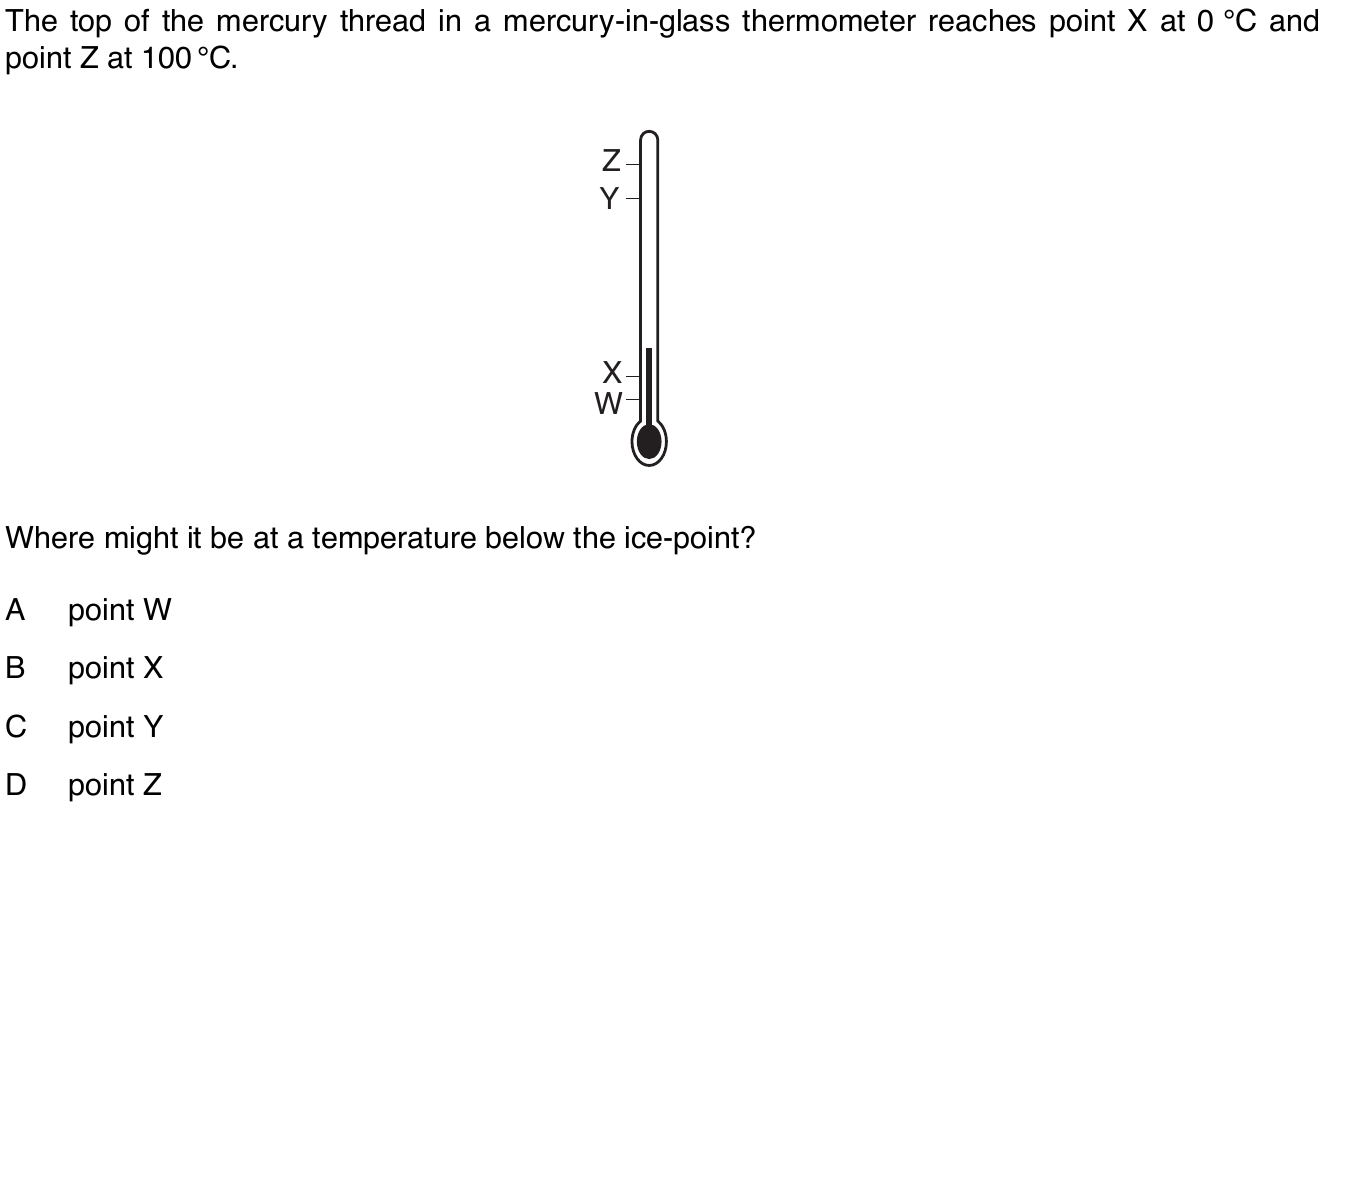 The top of the mercury thread in a mercury-in-glass thermometer reaches point X at 0 °C and
point Z at 100 °C.
Z
Y
X
W
Where might it be at a temperature below the ice-point?
A point W
B point X
C point Y
D point Z